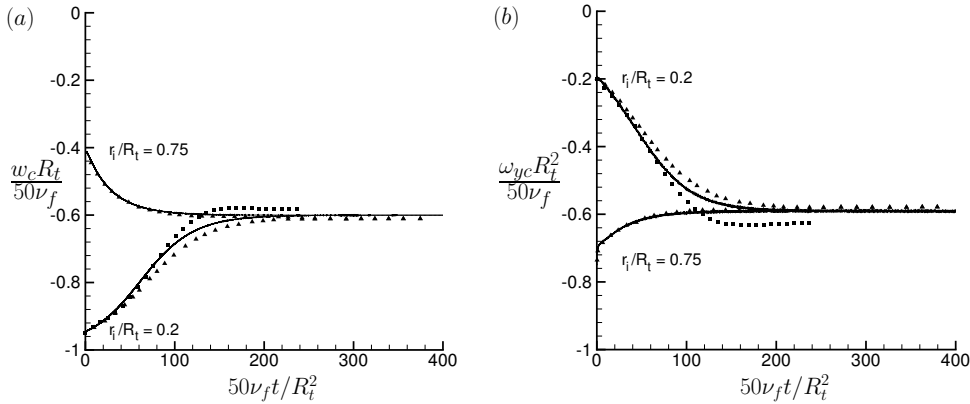 (a)
0
-0.2
-0.4
r_i/R_t = 0.75
w_c R_t
50ν_f
-0.6
-0.8
r_i/R_t = 0.2
-1
0 100 200 300 400
50ν_f t/R_t^2
(b)
0
-0.2
r_i/R_t = 0.2
-0.4
ω_yc R_t^2
50ν_f
-0.6
r_i/R_t = 0.75
-0.8
-1
0 100 200 300 400
50ν_f t/R_t^2